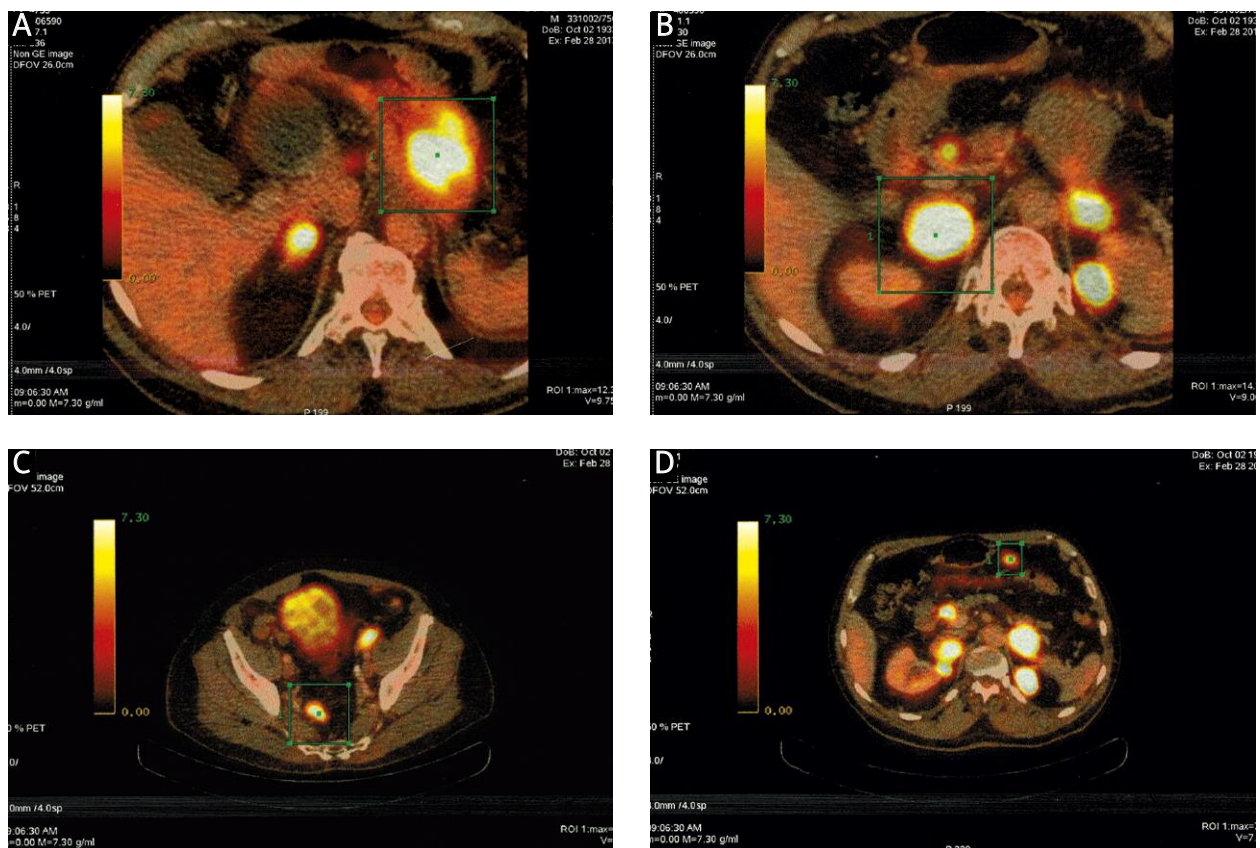 A
06590
Non GE image
DFOV 26.0cm
M 331002/750
DoB: Oct 02 193
Ex: Feb 28 201
7.30
R
1
8
4
1
0.00
50 % PET
4.0/
4.0mm /4.0sp
09:06:30 AM
m=0.00 M=7.30 g/ml
P 199
ROI 1:max=12.
V=9.75
B
1.1
30
Non GE image
DFOV 26.0cm
DoB: Oct 02 193
Ex: Feb 28 201
7.30
R
1
8
4
1
0.00
50 % PET
4.0/
4.0mm /4.0sp
09:06:30 AM
m=0.00 M=7.30 g/ml
P 199
ROI 1:max=14.
V=9.0
C
image
FOV 52.0cm
DoB: Oct 02
Ex: Feb 28
7.30
0.00
% PET
0/
0mm /4.0sp
9:06:30 AM
=0.00 M=7.30 g/ml
ROI 1:max=
V=
D
image
FOV 52.0cm
DoB: Oct 02 19
Ex: Feb 28 20
7.30
1
0.00
0 % PET
.0/
.0mm /4.0sp
9:06:30 AM
=0.00 M=7.30 g/ml
ROI 1:max=
V=7.